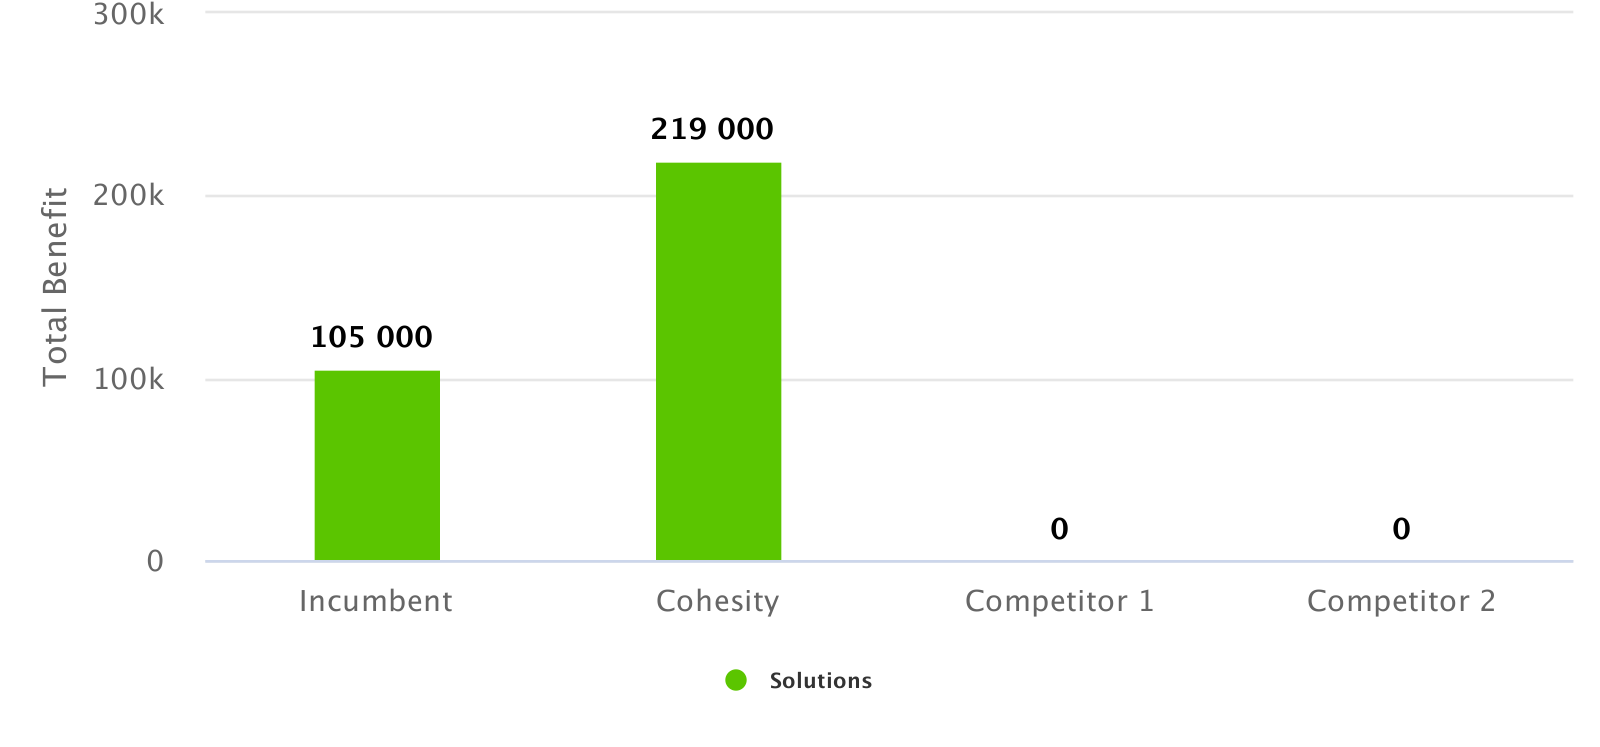 300k
200k
100k
0
Total Benefit
105 000
219 000
0
0
Incumbent
Cohesity
Competitor 1
Competitor 2
Solutions